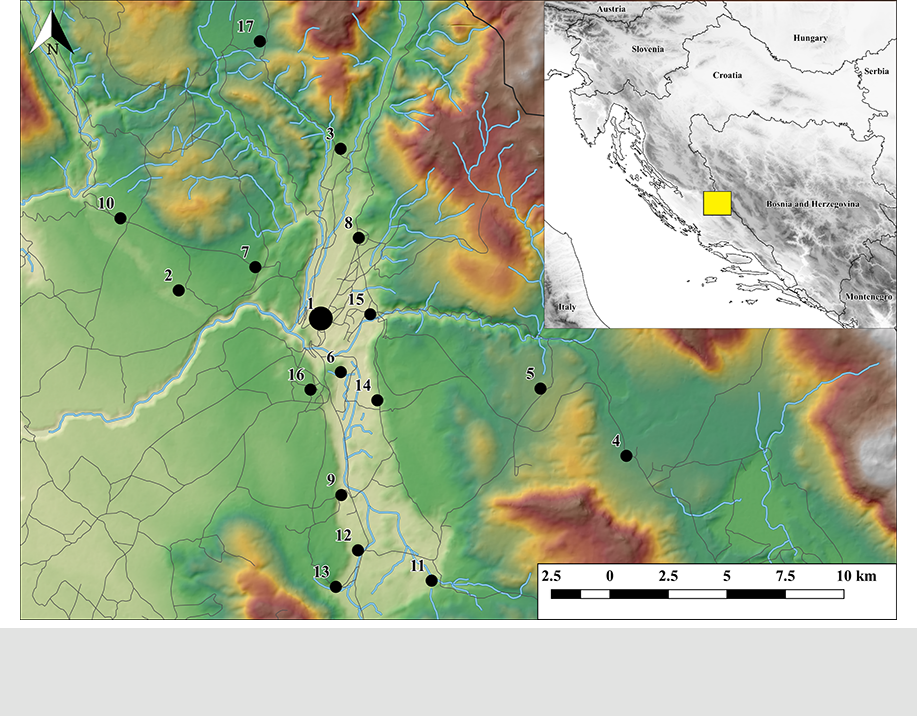 Austria
Hungary
Slovenia
Croatia
Serbia
Bosnia and Herzegovina
Montenegro
Italy
N
17
3
10
8
7
2
1
15
6
16
14
5
4
9
12
13
11
2.5 0 2.5 5 7.5 10 km